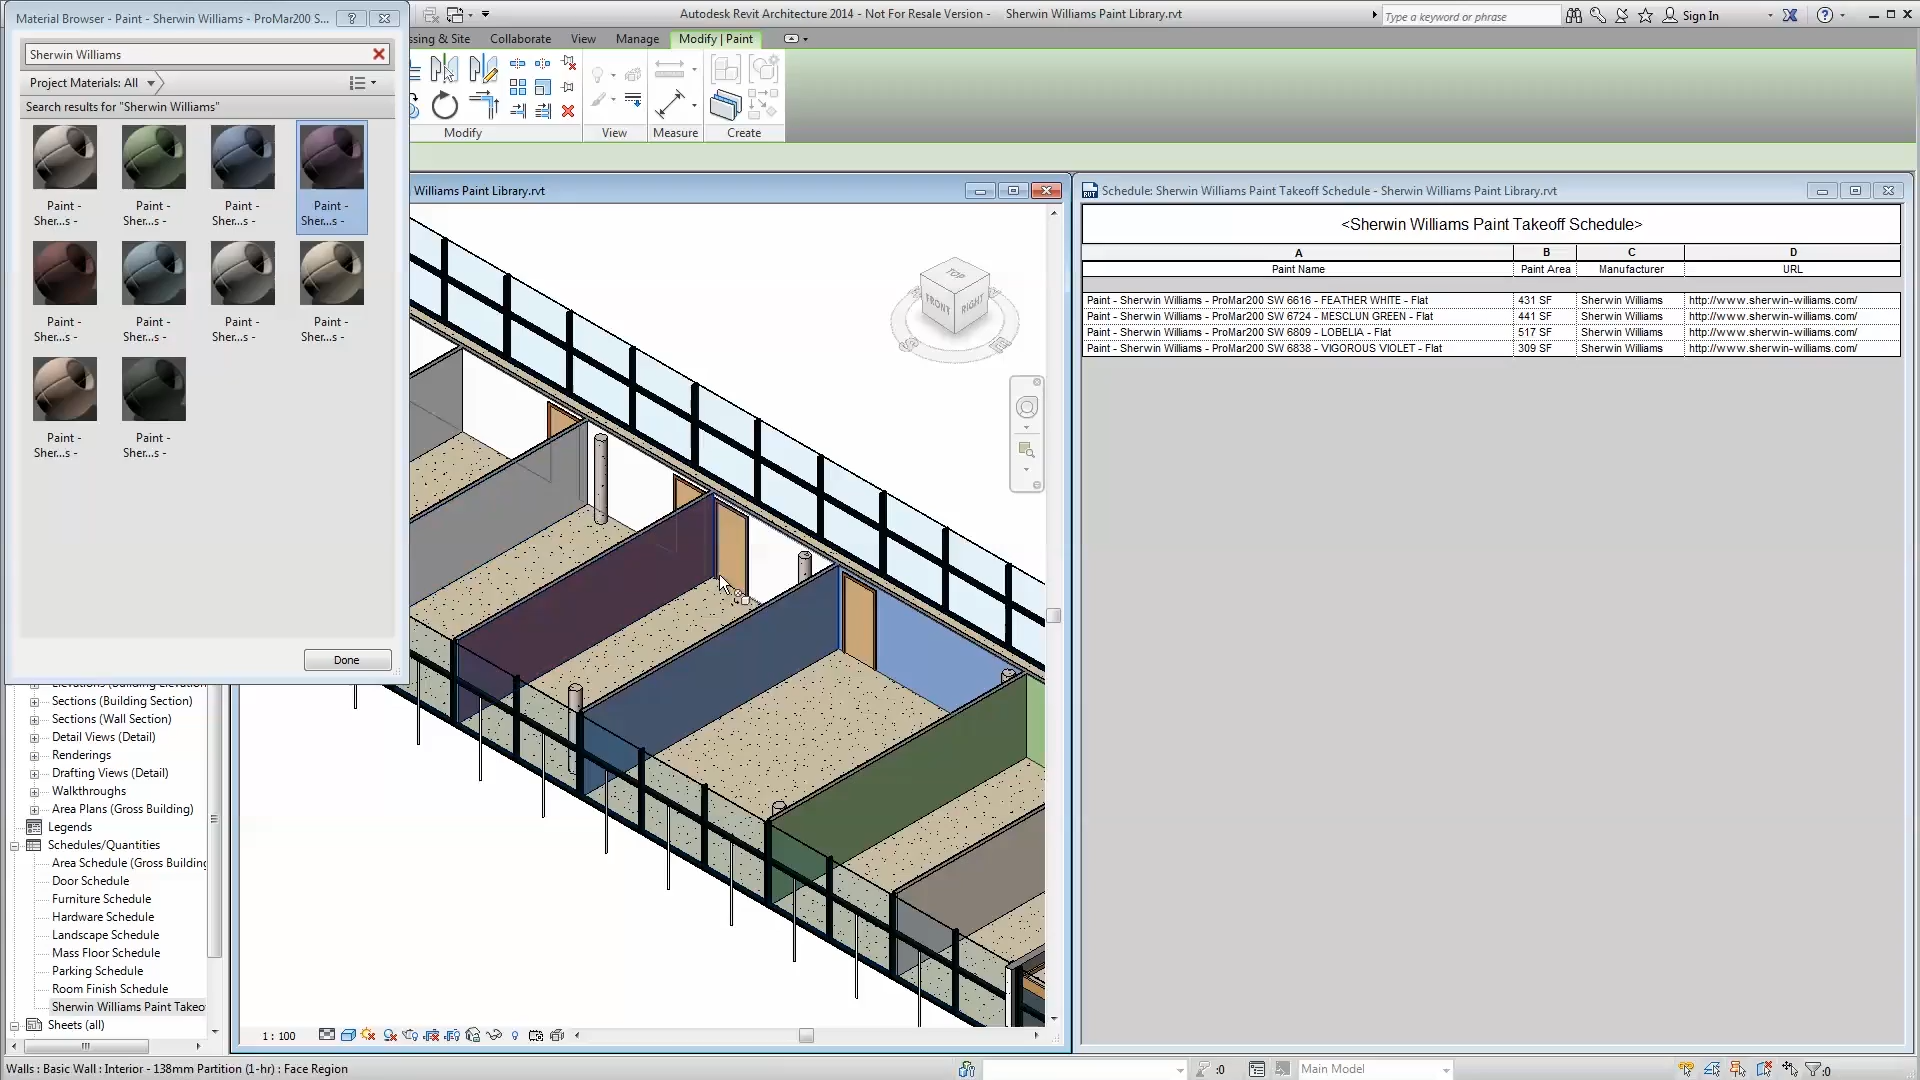 Material Browser - Paint - Sherwin Williams - ProMar200 S...
Autodesk Revit Architecture 2014 - Not For Resale Version - Sherwin Williams Paint Library.rvt
Type a keyword or phrase
Sign In
Sherwin Williams
ssing & Site Collaborate View Manage Modify | Paint
Project Materials: All
Search results for "Sherwin Williams"
Modify View Measure Create
Paint - Sher...s -
Paint - Sher...s -
Paint - Sher...s -
Paint - Sher...s -
Paint - Sher...s -
Paint - Sher...s -
Paint - Sher...s -
Paint - Sher...s -
Paint - Sher...s -
Paint - Sher...s -
Done
Williams Paint Library.rvt
TOP
FRONT
RIGHT
Schedule: Sherwin Williams Paint Takeoff Schedule - Sherwin Williams Paint Library.rvt
<Sherwin Williams Paint Takeoff Schedule>
A B C D
Paint Name Paint Area Manufacturer URL
Paint - Sherwin Williams - ProMar200 SW 6616 - FEATHER WHITE - Flat 431 SF Sherwin Williams http://www.sherwin-williams.com/
Paint - Sherwin Williams - ProMar200 SW 6724 - MESCLUN GREEN - Flat 441 SF Sherwin Williams http://www.sherwin-williams.com/
Paint - Sherwin Williams - ProMar200 SW 6809 - LOBELIA - Flat 517 SF Sherwin Williams http://www.sherwin-williams.com/
Paint - Sherwin Williams - ProMar200 SW 6838 - VIGOROUS VIOLET - Flat 309 SF Sherwin Williams http://www.sherwin-williams.com/
Elevations (Building Elevation
Sections (Building Section)
Sections (Wall Section)
Detail Views (Detail)
Renderings
Drafting Views (Detail)
Walkthroughs
Area Plans (Gross Building)
Legends
Schedules/Quantities
Area Schedule (Gross Building
Door Schedule
Furniture Schedule
Hardware Schedule
Landscape Schedule
Mass Floor Schedule
Parking Schedule
Room Finish Schedule
Sherwin Williams Paint Takeo
Sheets (all)
1 : 100
Walls : Basic Wall : Interior - 138mm Partition (1-hr) : Face Region
:0
Main Model
:0